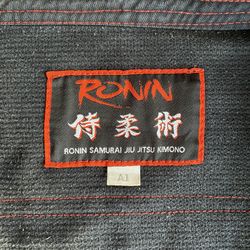 RONIN
侍柔術
RONIN SAMURAI JIU JITSU KIMONO
A1